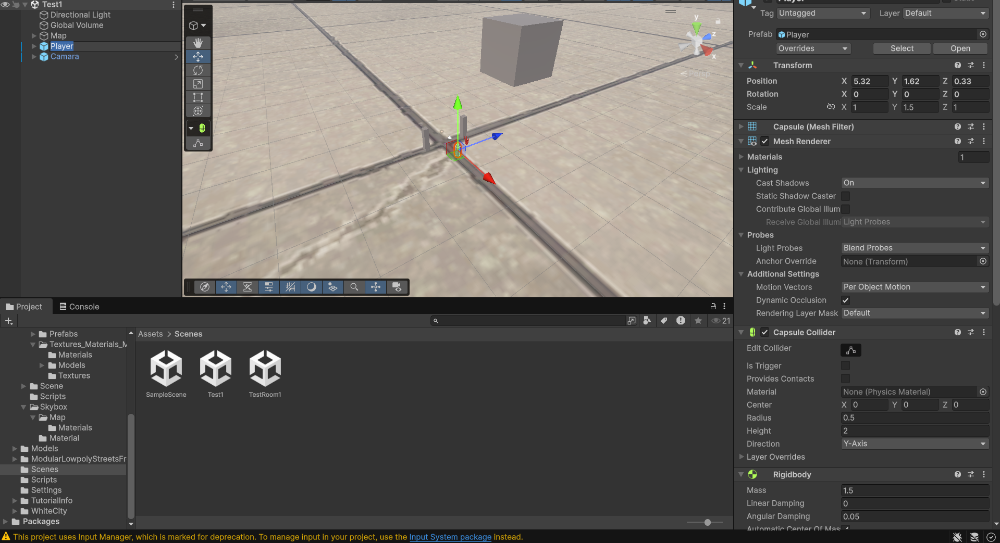 Test1
Directional Light
Global Volume
Map
Player
Camara
y
z
x
Persp
Player
Tag Untagged Layer Default
Prefab Player
Overrides Select Open
Transform
Position X 5.32 Y 1.62 Z 0.33
Rotation X 0 Y 0 Z 0
Scale X 1 Y 1.5 Z 1
Capsule (Mesh Filter)
Mesh Renderer
Materials 1
Lighting
Cast Shadows On
Static Shadow Caster
Contribute Global Illum
Receive Global Illumi Light Probes
Probes
Light Probes Blend Probes
Anchor Override None (Transform)
Additional Settings
Motion Vectors Per Object Motion
Dynamic Occlusion
Rendering Layer Mask Default
Capsule Collider
Edit Collider
Is Trigger
Provides Contacts
Material None (Physics Material)
Center X 0 Y 0 Z 0
Radius 0.5
Height 2
Direction Y-Axis
Layer Overrides
Rigidbody
Mass 1.5
Linear Damping 0
Angular Damping 0.05
Automatic Center Of Mas
Project Console
21
Prefabs
Textures_Materials_M
Materials
Models
Textures
Scene
Scripts
Skybox
Map
Materials
Material
Models
ModularLowpolyStreetsFr
Scenes
Scripts
Settings
TutorialInfo
WhiteCity
Packages
Assets > Scenes
SampleScene Test1 TestRoom1
This project uses Input Manager, which is marked for deprecation. To manage input in your project, use the Input System package instead.